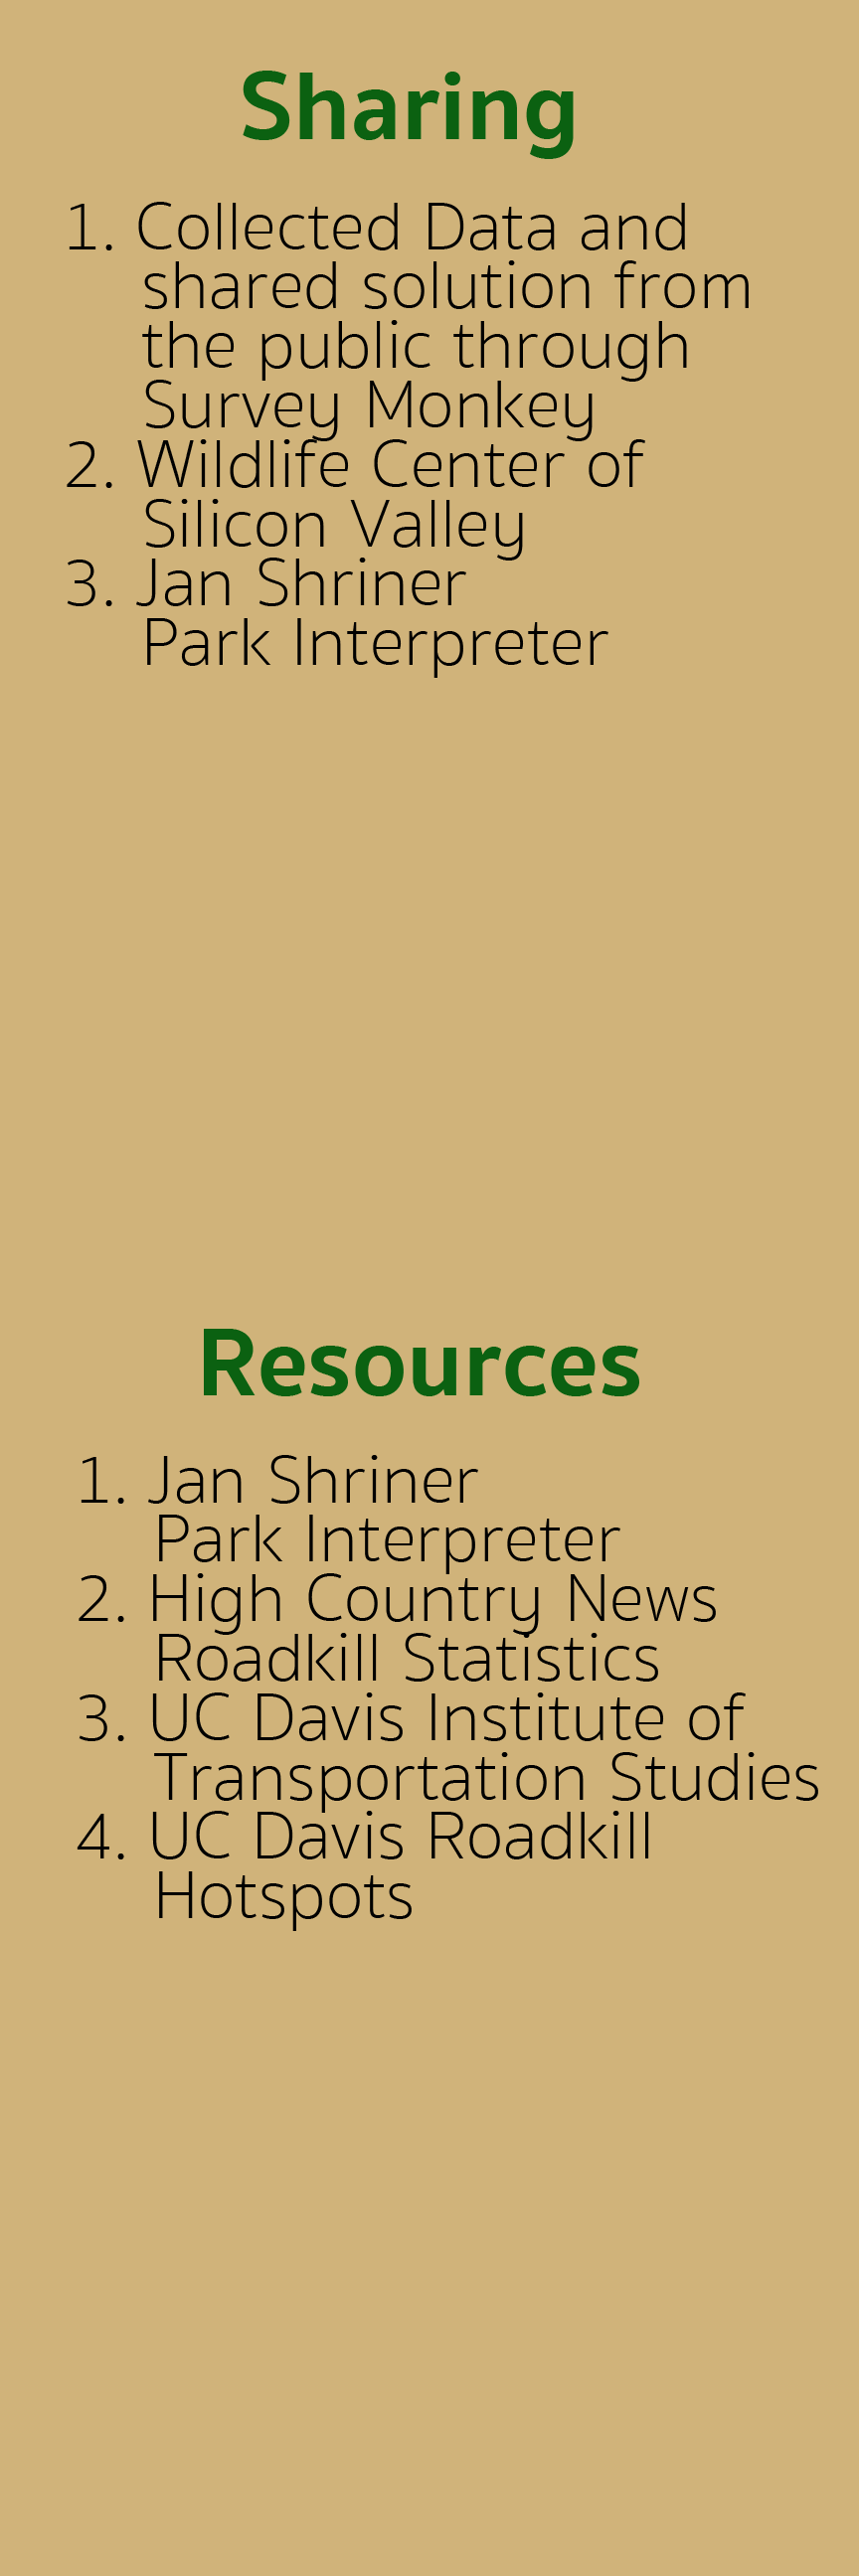 Sharing
1. Collected Data and
shared solution from
the public through
Survey Monkey
2. Wildlife Center of
Silicon Valley
3. Jan Shriner
Park Interpreter
Resources
1. Jan Shriner
Park Interpreter
2. High Country News
Roadkill Statistics
3. UC Davis Institute of
Transportation Studies
4. UC Davis Roadkill
Hotspots